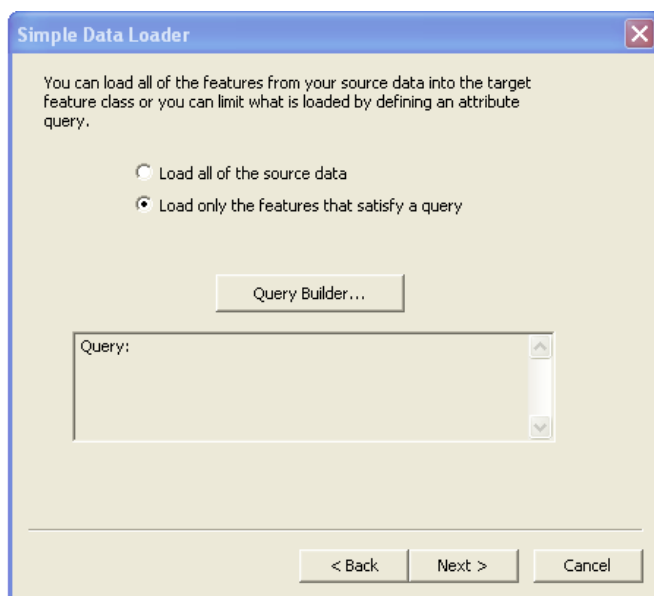 Simple Data Loader
You can load all of the features from your source data into the target
feature class or you can limit what is loaded by defining an attribute
query.
Load all of the source data
Load only the features that satisfy a query
Query Builder...
Query:
< Back
Next >
Cancel